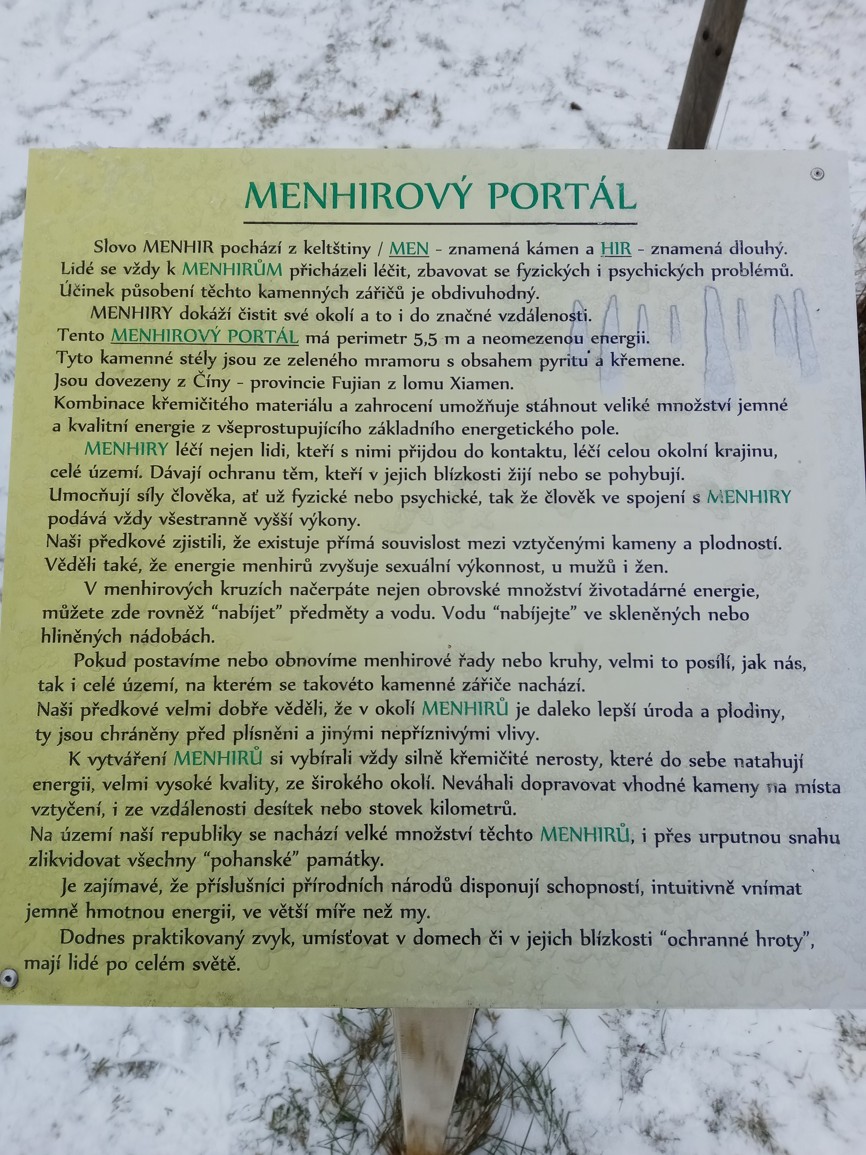 MENHIROVÝ PORTÁL
Slovo MENHIR pochází z keltštiny / MEN - znamená kámen a HIR - znamená dlouhý.
Lidé se vždy k MENHIRŮM přicházeli léčit, zbavovat se fyzických i psychických problémů.
Účinek působení těchto kamenných zářičů je obdivuhodný.
MENHIRY dokáží čistit své okolí a to i do značné vzdálenosti.
Tento MENHIROVÝ PORTÁL má perimetr 5,5 m a neomezenou energii.
Tyto kamenné stély jsou ze zeleného mramoru s obsahem pyritu a křemene.
Jsou dovezeny z Číny - provincie Fujian z lomu Xiamen.
Kombinace křemičitého materiálu a zahrocení umožňuje stáhnout veliké množství jemné
a kvalitní energie z všeprostupujícího základního energetického pole.
MENHIRY léčí nejen lidi, kteří s nimi přijdou do kontaktu, léčí celou okolní krajinu,
celé území. Dávají ochranu těm, kteří v jejich blízkosti žijí nebo se pohybují.
Umocňují síly člověka, ať už fyzické nebo psychické, tak že člověk ve spojení s MENHIRY
podává vždy všestranně vyšší výkony.
Naši předkové zjistili, že existuje přímá souvislost mezi vztyčenými kameny a plodností.
Věděli také, že energie menhirů zvyšuje sexuální výkonnost, u mužů i žen.
V menhirových kruzích načerpáte nejen obrovské množství životadárné energie,
můžete zde rovněž “nabíjet” předměty a vodu. Vodu “nabíjejte” ve skleněných nebo
hliněných nádobách.
Pokud postavíme nebo obnovíme menhirové řady nebo kruhy, velmi to posílí, jak nás,
tak i celé území, na kterém se takovéto kamenné zářiče nachází.
Naši předkové velmi dobře věděli, že v okolí MENHIRŮ je daleko lepší úroda a plodiny,
ty jsou chráněny před plísněni a jinými nepříznivými vlivy.
K vytváření MENHIRŮ si vybírali vždy silně křemičité nerosty, které do sebe natahují
energii, velmi vysoké kvality, ze širokého okolí. Neváhali dopravovat vhodné kameny na místa
vztyčení, i ze vzdálenosti desítek nebo stovek kilometrů.
Na území naší republiky se nachází velké množství těchto MENHIRŮ, i přes urputnou snahu
zlikvidovat všechny “pohanské” památky.
Je zajímavé, že příslušníci přírodních národů disponují schopností, intuitivně vnímat
jemně hmotnou energii, ve větší míře než my.
Dodnes praktikovaný zvyk, umísťovat v domech či v jejich blízkosti “ochranné hroty”,
mají lidé po celém světě.